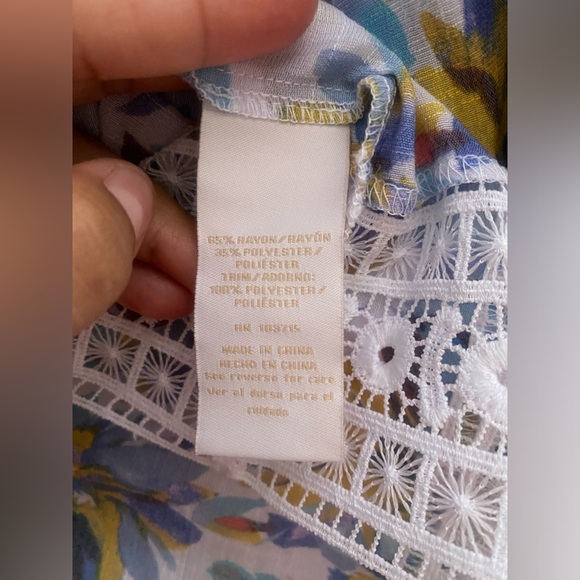 65% RAYON/RAYÓN
35% POLYESTER/
POLIÉSTER
TRIM/ADORNO:
100% POLYESTER/
POLIÉSTER
RN 103215
MADE IN CHINA
HECHO EN CHINA
See reverse for care
Ver el dorso para el
cuidado